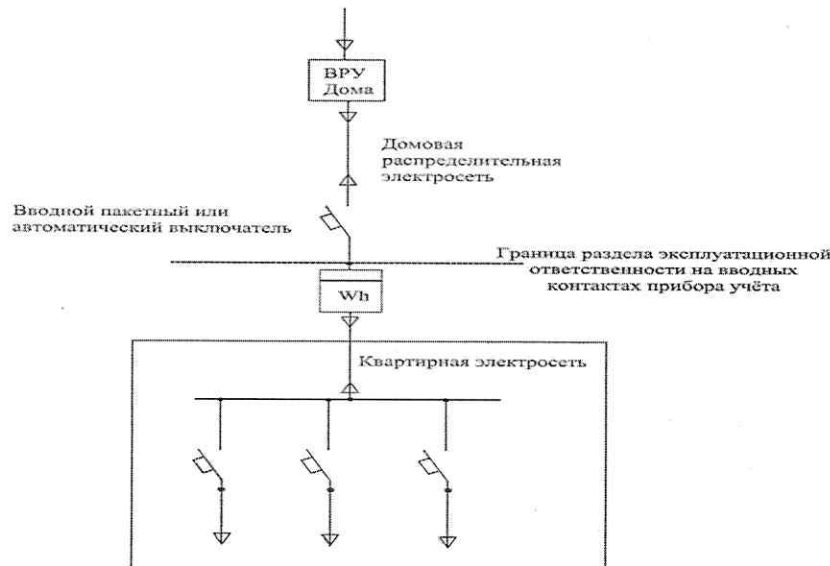 ВРУ
Дома
Домовая
распределительная
электросеть
Вводной пакетный или
автоматический выключатель
Граница раздела эксплуатационной
ответственности на вводных
контактах прибора учёта
Wh
Квартирная электросеть